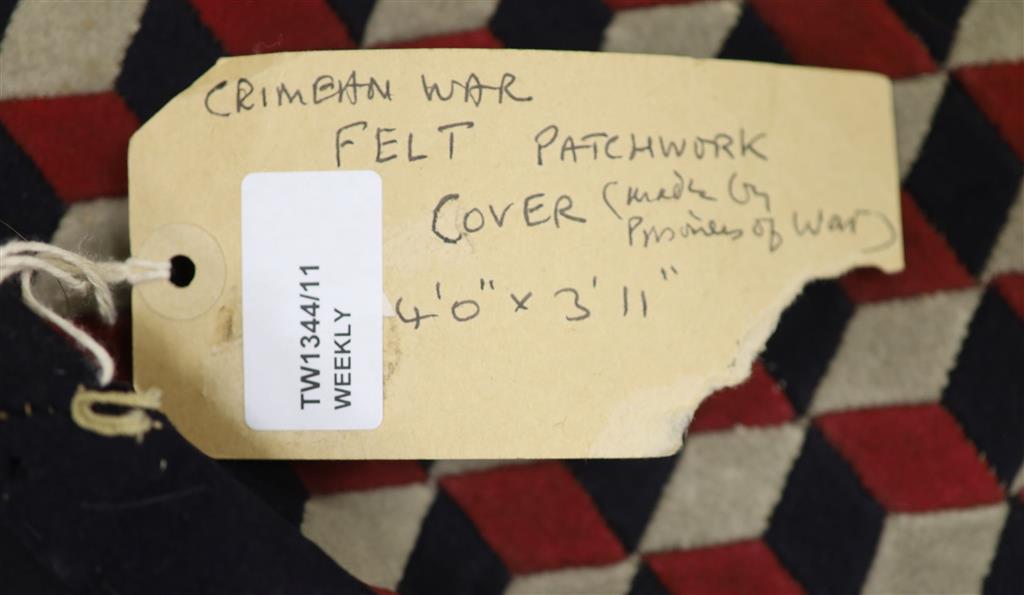 CRIMEAN WAR
FELT PATCHWORK
COVER (made by
Prisoners of War)
4'0" x 3'11"
TW1344/11
WEEKLY